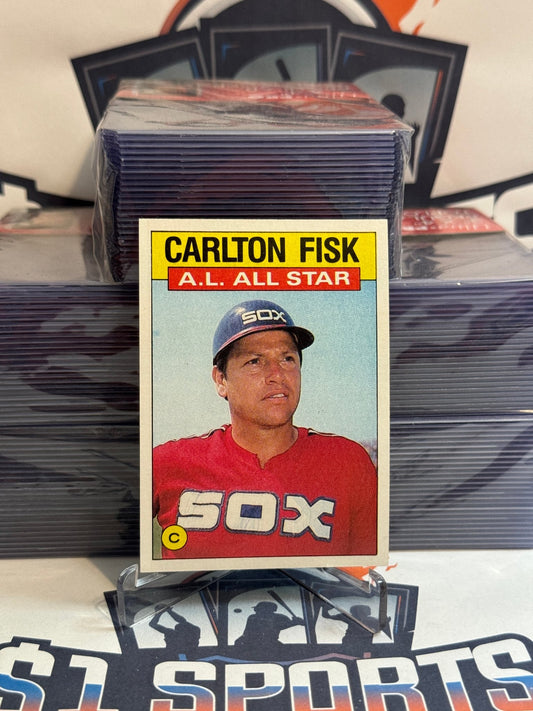 CARLTON FISK
A.L. ALL STAR
SOX
SOX
C
$1 SPORTS